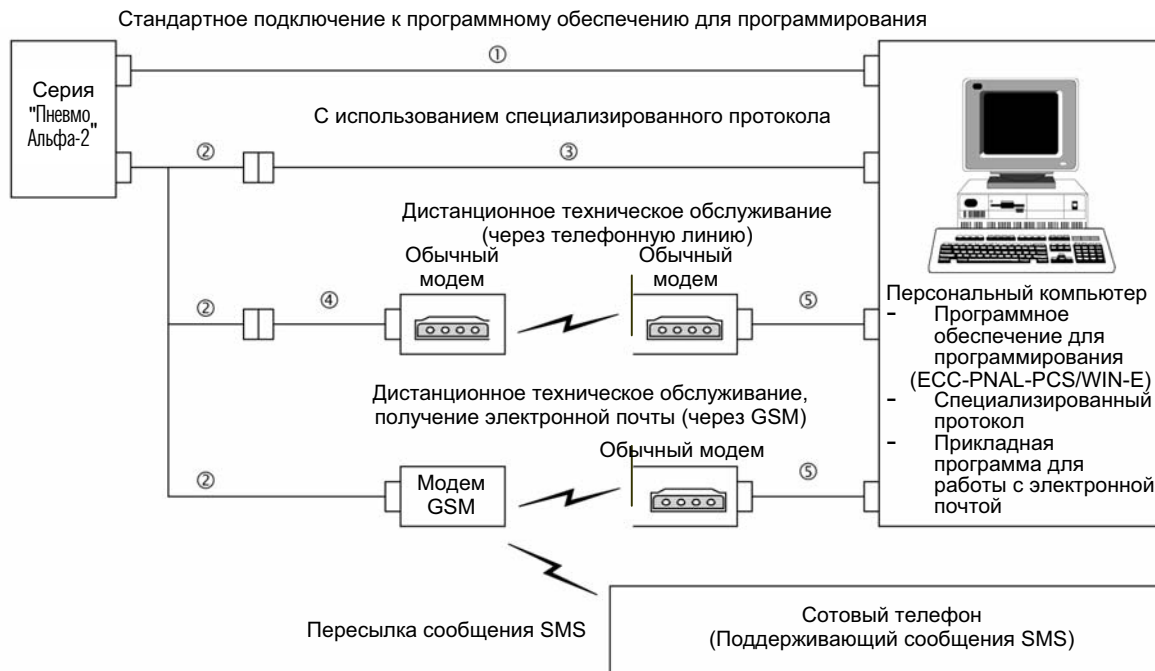 Стандартное подключение к программному обеспечению для программирования
①
Серия
"Пневмо
Альфа-2"
С использованием специализированного протокола
②
③
Дистанционное техническое обслуживание
(через телефонную линию)
Обычный
модем
Обычный
модем
②
④
⑤
Персональный компьютер
- Программное
обеспечение для
программирования
(ECC-PNAL-PCS/WIN-E)
- Специализированный
протокол
- Прикладная
программа для
работы с электронной
почтой
Дистанционное техническое обслуживание,
получение электронной почты (через GSM)
Обычный модем
②
Модем
GSM
⑤
Пересылка сообщения SMS
Сотовый телефон
(Поддерживающий сообщения SMS)